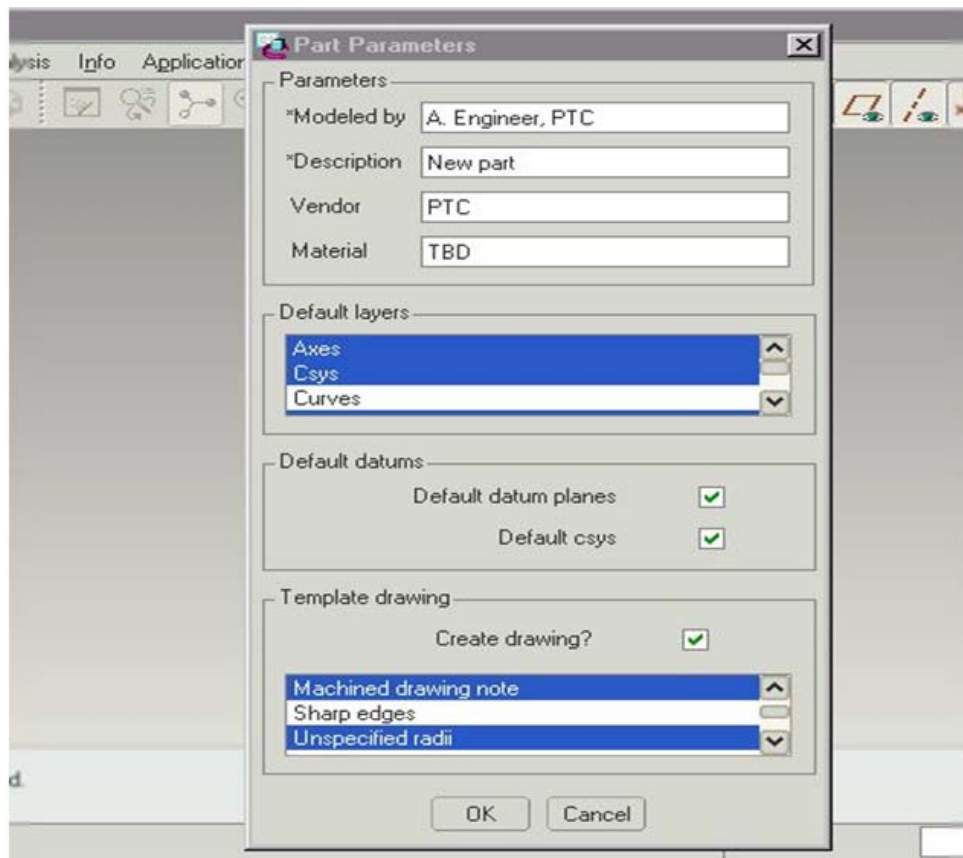 Part Parameters
Info Application
Parameters
*Modeled by A. Engineer, PTC
*Description New part
Vendor PTC
Material TBD
Default layers
Axes
Csys
Curves
Default datums
Default datum planes
Default csys
Template drawing
Create drawing?
Machined drawing note
Sharp edges
Unspecified radii
d.
OK Cancel